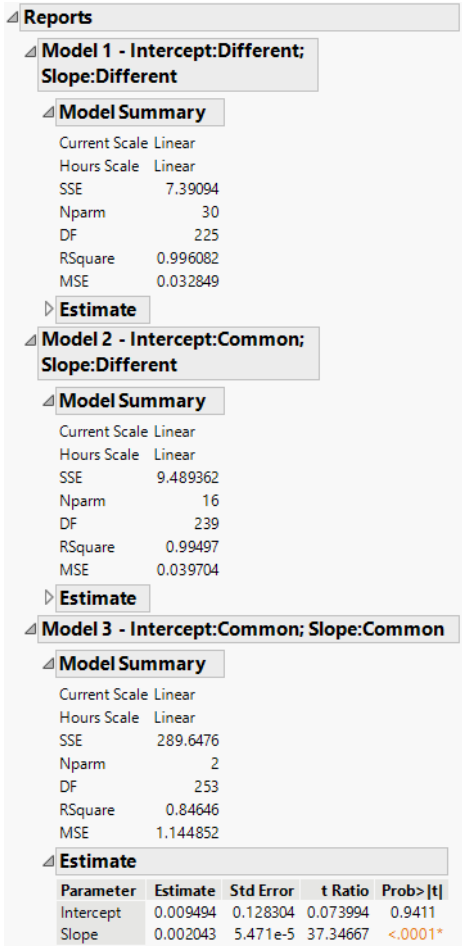 Reports
Model 1 - Intercept:Different;
Slope:Different
Model Summary
Current Scale Linear
Hours Scale Linear
SSE 7.39094
Nparm 30
DF 225
RSquare 0.996082
MSE 0.032849
Estimate
Model 2 - Intercept:Common;
Slope:Different
Model Summary
Current Scale Linear
Hours Scale Linear
SSE 9.489362
Nparm 16
DF 239
RSquare 0.99497
MSE 0.039704
Estimate
Model 3 - Intercept:Common; Slope:Common
Model Summary
Current Scale Linear
Hours Scale Linear
SSE 289.6476
Nparm 2
DF 253
RSquare 0.84646
MSE 1.144852
Estimate
Parameter Estimate Std Error t Ratio Prob>|t|
Intercept 0.009494 0.128304 0.073994 0.9411
Slope 0.002043 5.471e-5 37.34667 <.0001*